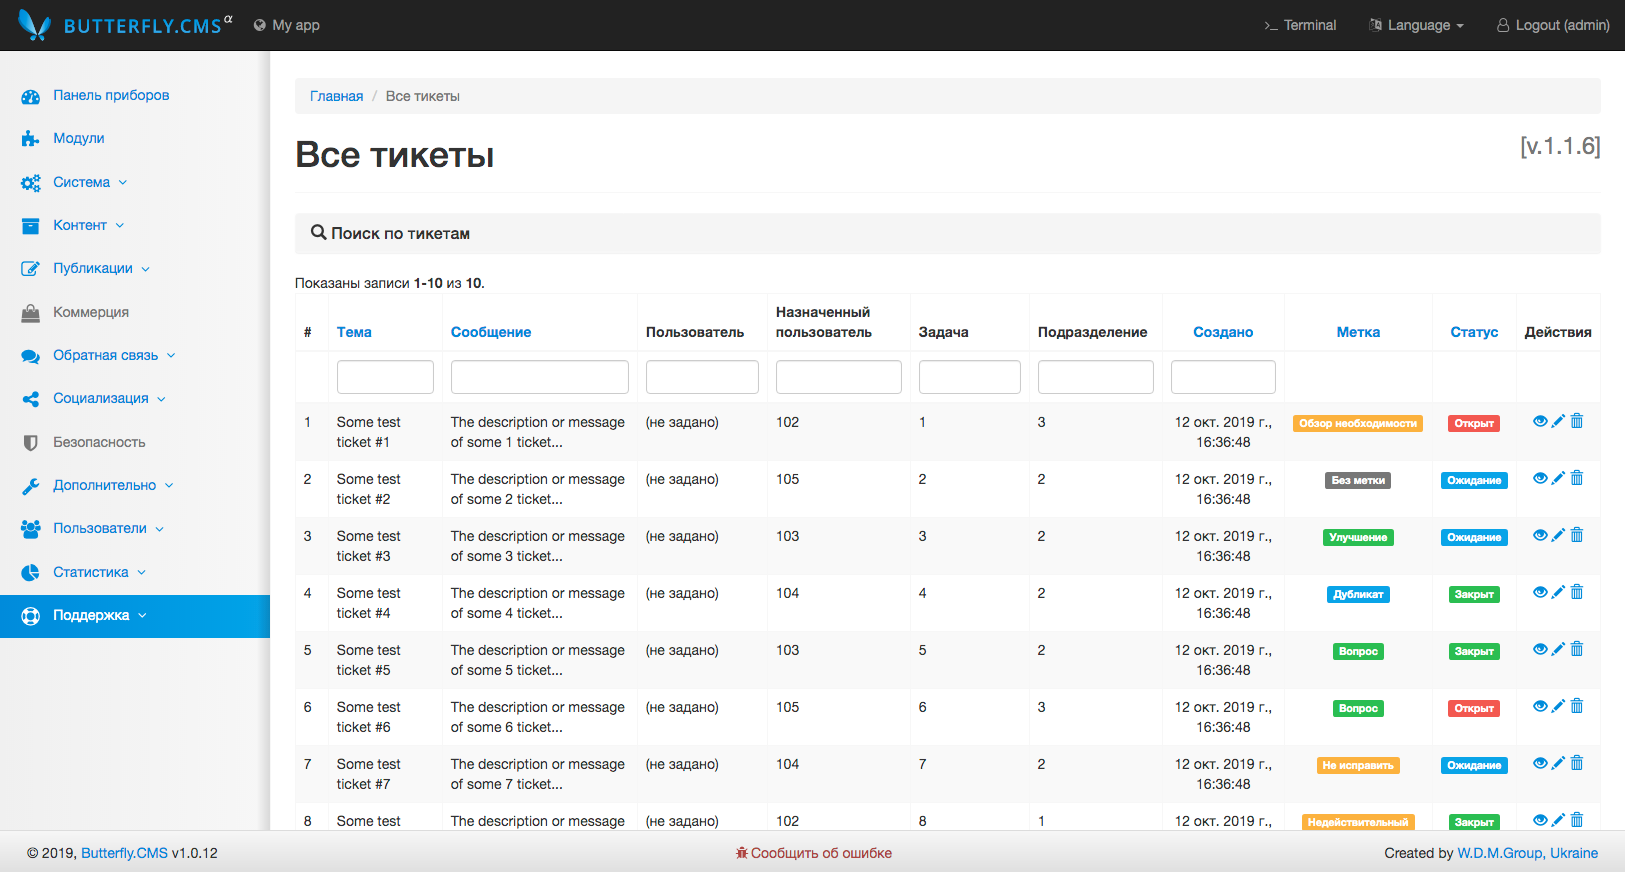 BUTTERFLY.CMS α My app Terminal Language Logout (admin)
Панель приборов
Модули
Система
Контент
Публикации
Коммерция
Обратная связь
Социализация
Безопасность
Дополнительно
Пользователи
Статистика
Поддержка
Главная / Все тикеты
Все тикеты [v.1.1.6]
Поиск по тикетам
Показаны записи 1-10 из 10.
# Тема Сообщение Пользователь Назначенный пользователь Задача Подразделение Создано Метка Статус Действия
1 Some test The description or message (не задано) 102 1 3 12 окт. 2019 г., Обзор необходимости Открыт
ticket #1 of some 1 ticket... 16:36:48
2 Some test The description or message (не задано) 105 2 2 12 окт. 2019 г., Без метки Ожидание
ticket #2 of some 2 ticket... 16:36:48
3 Some test The description or message (не задано) 103 3 2 12 окт. 2019 г., Улучшение Ожидание
ticket #3 of some 3 ticket... 16:36:48
4 Some test The description or message (не задано) 104 4 2 12 окт. 2019 г., Дубликат Закрыт
ticket #4 of some 4 ticket... 16:36:48
5 Some test The description or message (не задано) 103 5 2 12 окт. 2019 г., Вопрос Закрыт
ticket #5 of some 5 ticket... 16:36:48
6 Some test The description or message (не задано) 105 6 3 12 окт. 2019 г., Вопрос Открыт
ticket #6 of some 6 ticket... 16:36:48
7 Some test The description or message (не задано) 104 7 2 12 окт. 2019 г., Не исправить Ожидание
ticket #7 of some 7 ticket... 16:36:48
8 Some test The description or message (не задано) 102 8 1 12 окт. 2019 г., Недействительный Закрыт
© 2019, Butterfly.CMS v1.0.12 Сообщить об ошибке Created by W.D.M.Group, Ukraine